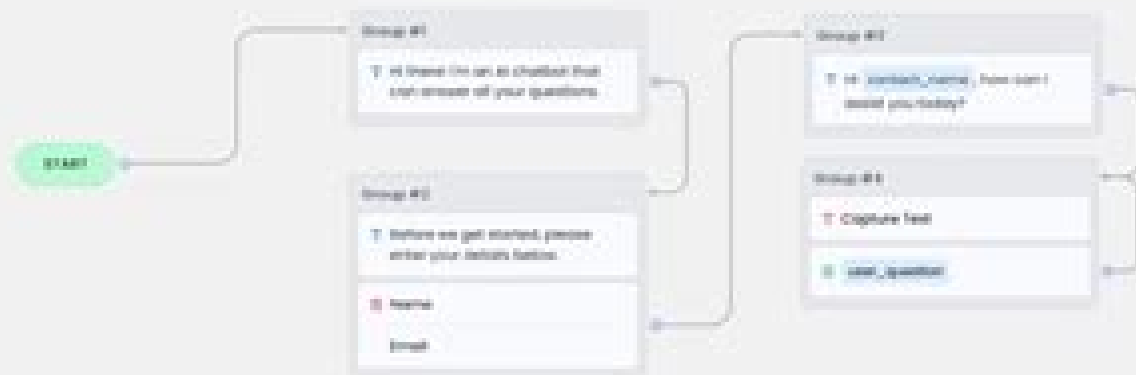 START
Group #1
Hi there! I'm an AI chatbot that
can answer all your questions.
Group #2
Before we get started, please
enter your details below.
Name
Email
Group #3
Hi contact_name, how can I
assist you today?
Group #4
Capture Text
user_question